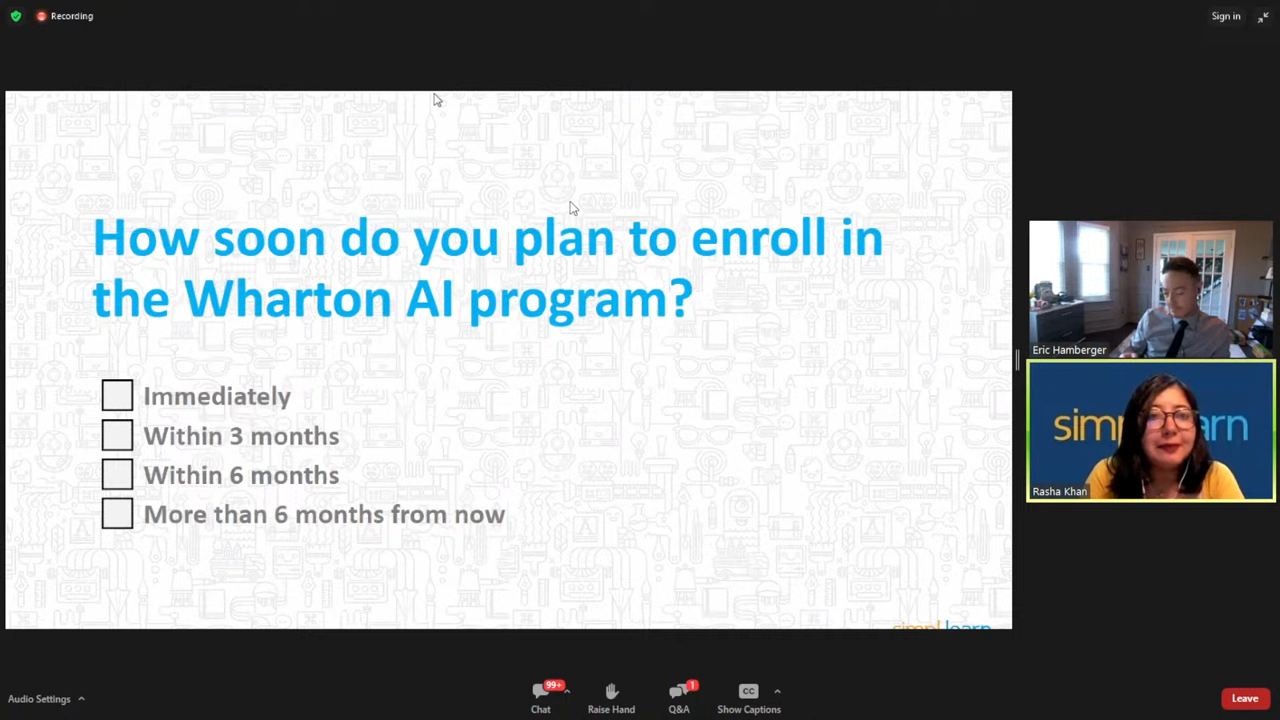 Recording
Sign in
How soon do you plan to enroll in
the Wharton AI program?
Immediately
Within 3 months
Within 6 months
More than 6 months from now
simplilearn
Eric Hamberger
Rasha Khan
Audio Settings
99+
Chat
Raise Hand
1
Q&A
CC
Show Captions
Leave